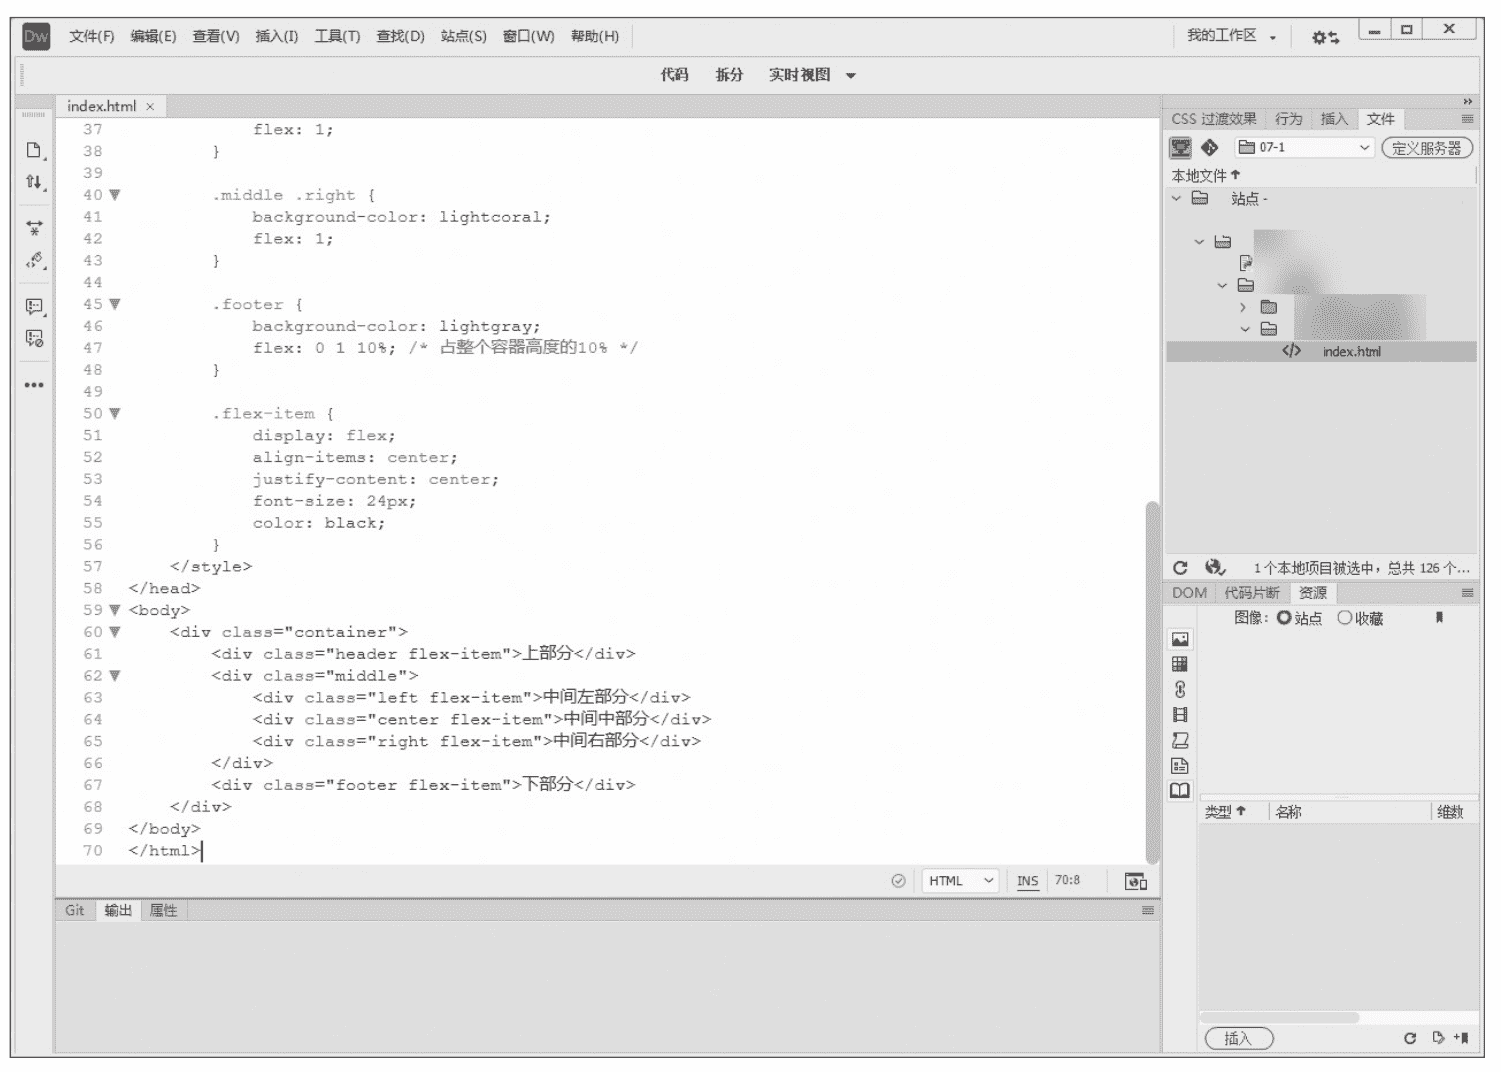 Dw 文件(F) 编辑(E) 查看(V) 插入(I) 工具(T) 查找(D) 站点(S) 窗口(W) 帮助(H) 我的工作区
代码 拆分 实时视图
index.html ×
37 flex: 1;
38 }
39
40 .middle .right {
41 background-color: lightcoral;
42 flex: 1;
43 }
44
45 .footer {
46 background-color: lightgray;
47 flex: 0 1 10%; /* 占整个容器高度的10% */
48 }
49
50 .flex-item {
51 display: flex;
52 align-items: center;
53 justify-content: center;
54 font-size: 24px;
55 color: black;
56 }
57 </style>
58 </head>
59 <body>
60 <div class="container">
61 <div class="header flex-item">上部分</div>
62 <div class="middle">
63 <div class="left flex-item">中间左部分</div>
64 <div class="center flex-item">中间中部分</div>
65 <div class="right flex-item">中间右部分</div>
66 </div>
67 <div class="footer flex-item">下部分</div>
68 </div>
69 </body>
70 </html>
HTML INS 70:8
Git 输出 属性
CSS 过渡效果 行为 插入 文件
07-1 定义服务器
本地文件
站点 -
index.html
1 个本地项目被选中，总共 126 个...
DOM 代码片断 资源
图像: 站点 收藏
类型 名称 维数
插入